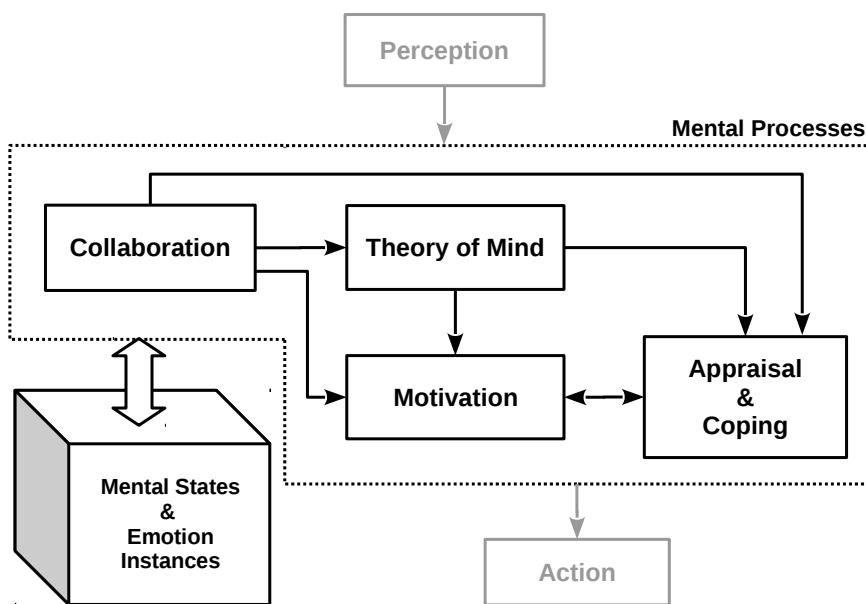 Perception
Mental Processes
Collaboration
Theory of Mind
Motivation
Appraisal
&
Coping
Mental States
&
Emotion
Instances
Action